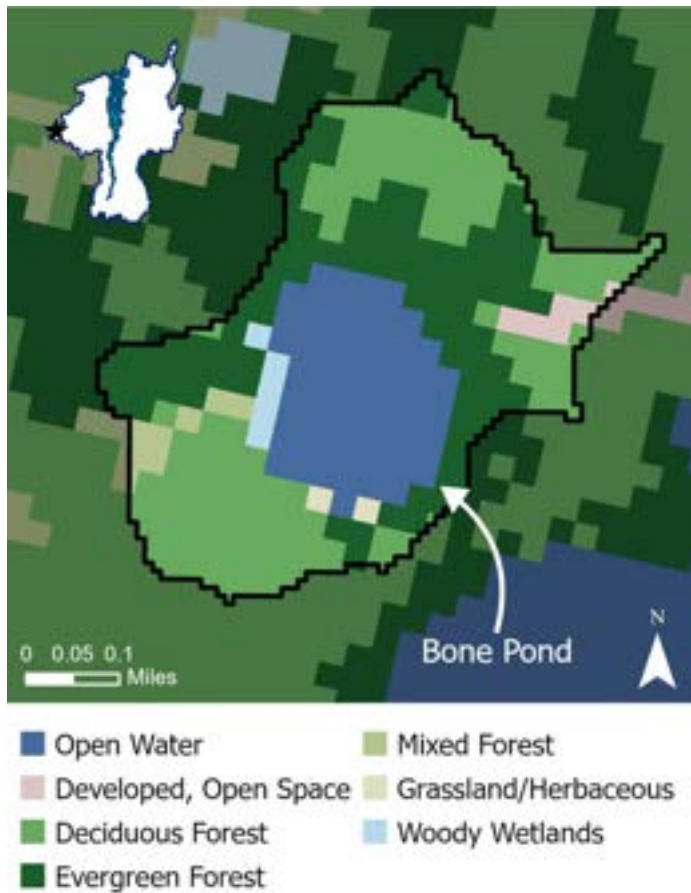 N
Bone Pond
0 0.05 0.1
Miles
Open Water
Developed, Open Space
Deciduous Forest
Evergreen Forest
Mixed Forest
Grassland/Herbaceous
Woody Wetlands